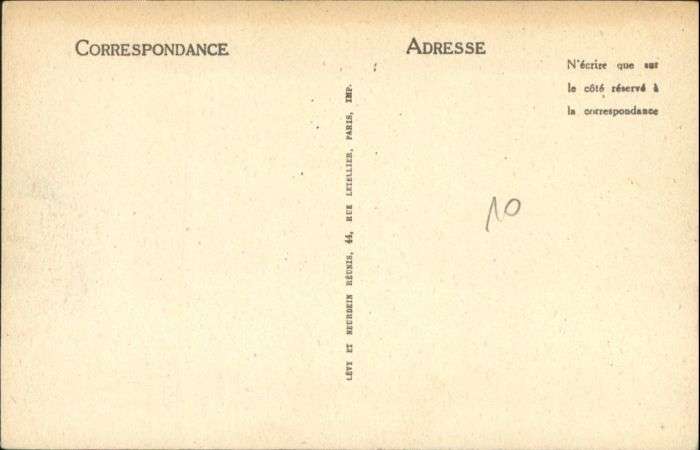 CORRESPONDANCE
ADRESSE
N'écrire que sur
le côté réservé à
la correspondance
LÉVY ET NEURDEIN RÉUNIS, 44, RUE LETELLIER, PARIS, IMP.
10